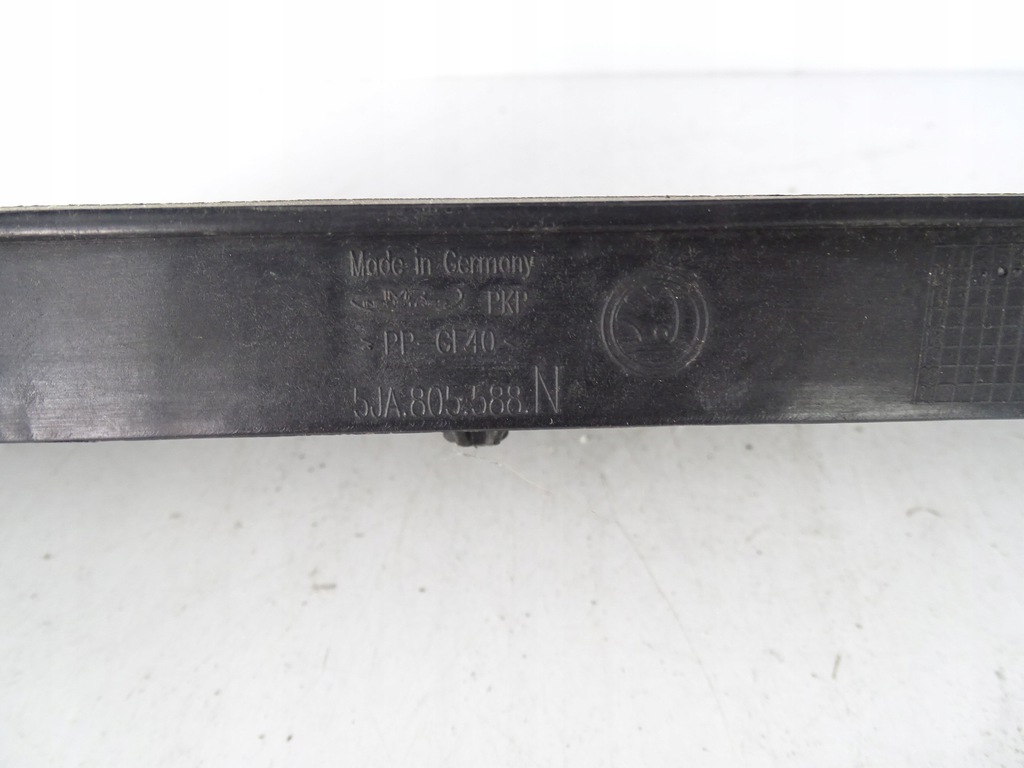 Made in Germany
PKP
>PP-GF40<
5JA.805.588.N